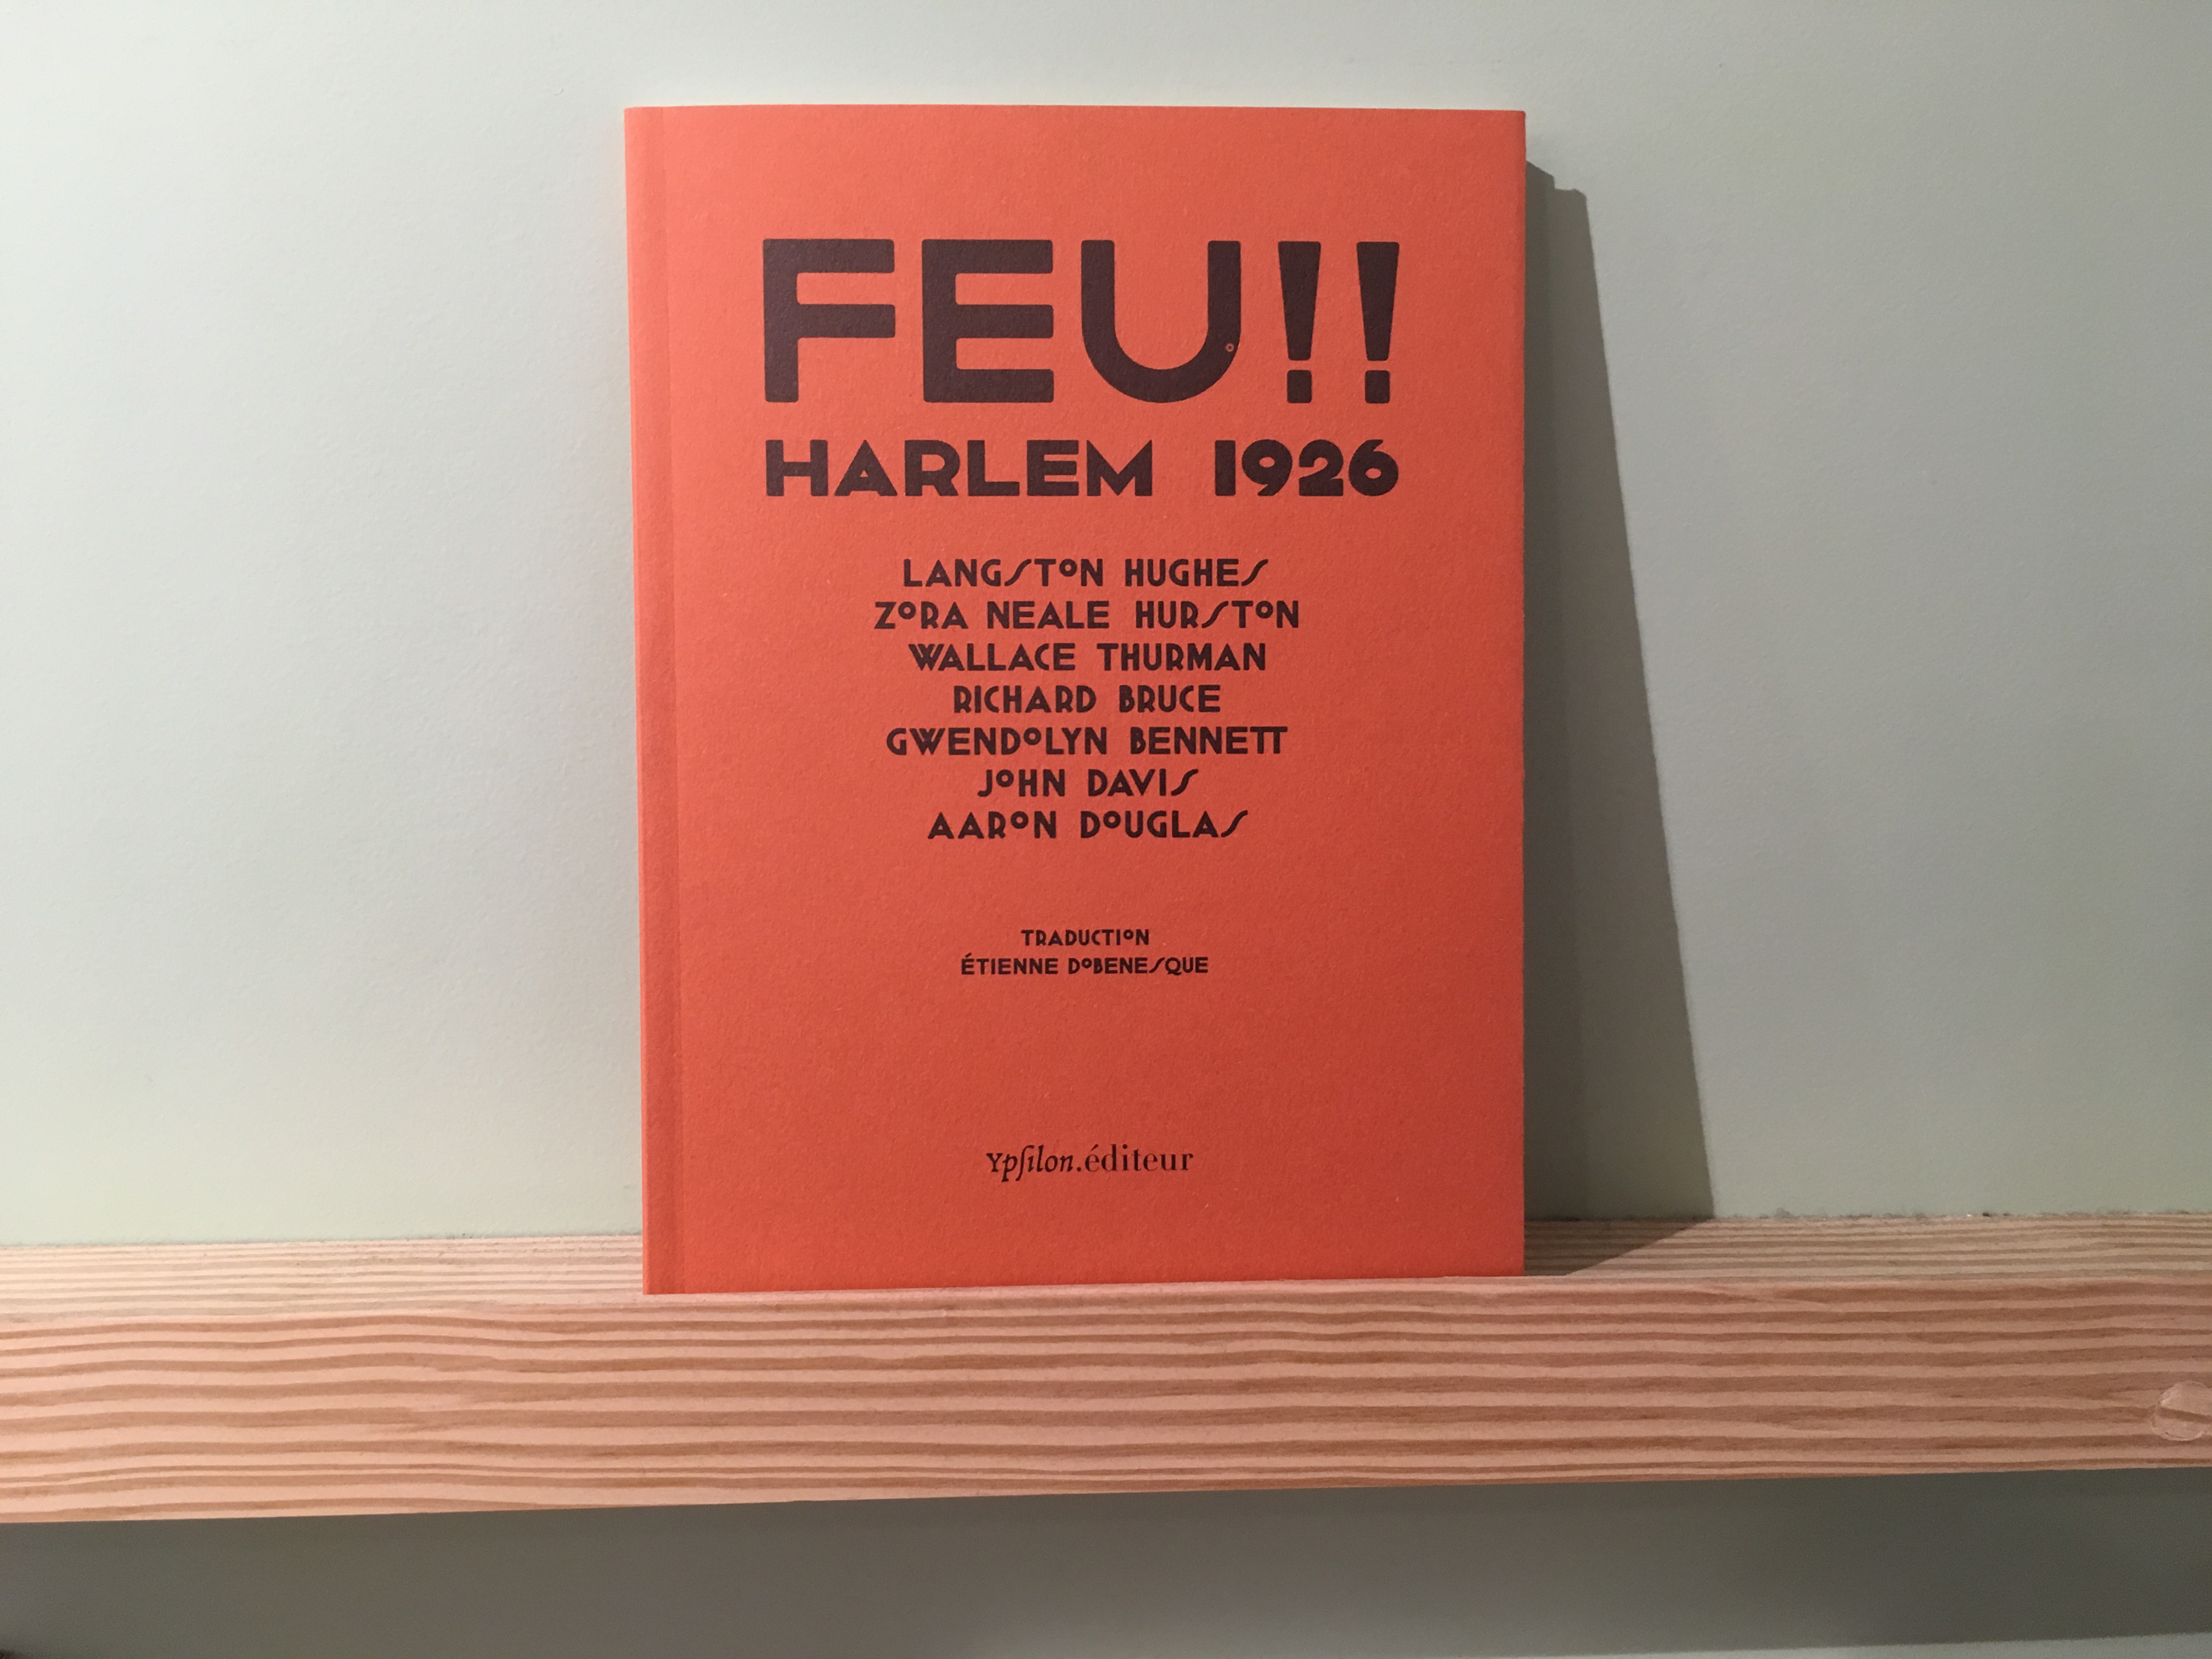 FEU!!
HARLEM 1926
LANGSTON HUGHES
ZORA NEALE HURSTON
WALLACE THURMAN
RICHARD BRUCE
GWENDOLYN BENNETT
JOHN DAVIS
AARON DOUGLAS
TRADUCTION
ÉTIENNE DOBENESQUE
Ypſilon.éditeur